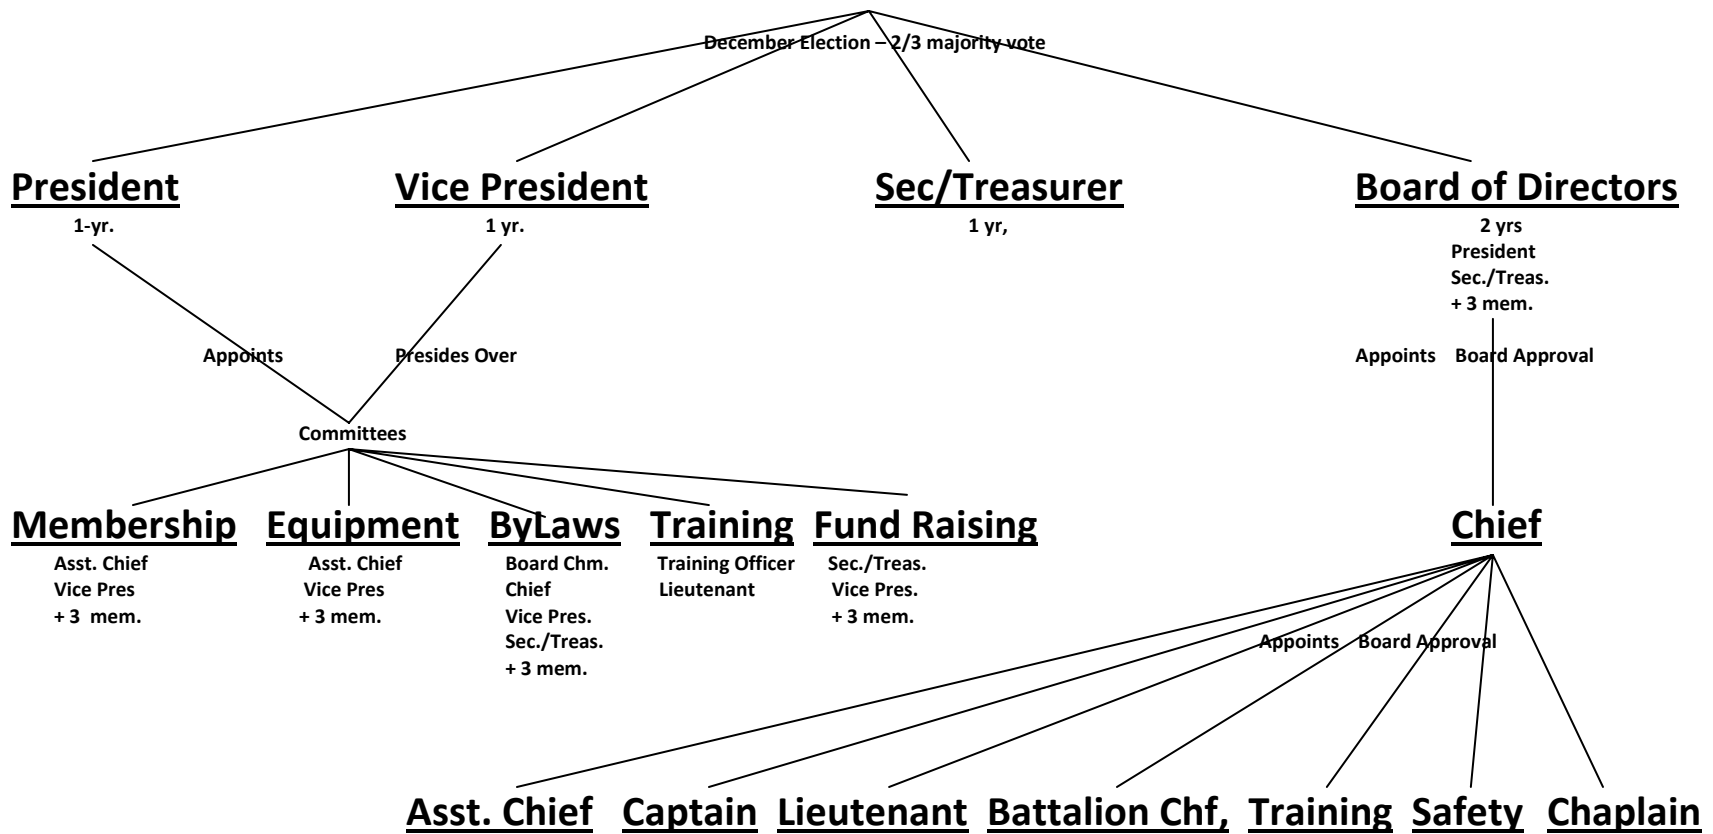 December Election – 2/3 majority vote
President Vice President Sec/Treasurer Board of Directors
1-yr. 1 yr. 1 yr, 2 yrs
President
Sec./Treas.
+ 3 mem.
Appoints Presides Over Appoints Board Approval
Committees
Membership Equipment ByLaws Training Fund Raising Chief
Asst. Chief Asst. Chief Board Chm. Training Officer Sec./Treas.
Vice Pres Vice Pres Chief Lieutenant Vice Pres.
+ 3 mem. + 3 mem. Vice Pres. + 3 mem.
Sec./Treas. Appoints Board Approval
+ 3 mem.
Asst. Chief Captain Lieutenant Battalion Chf, Training Safety Chaplain